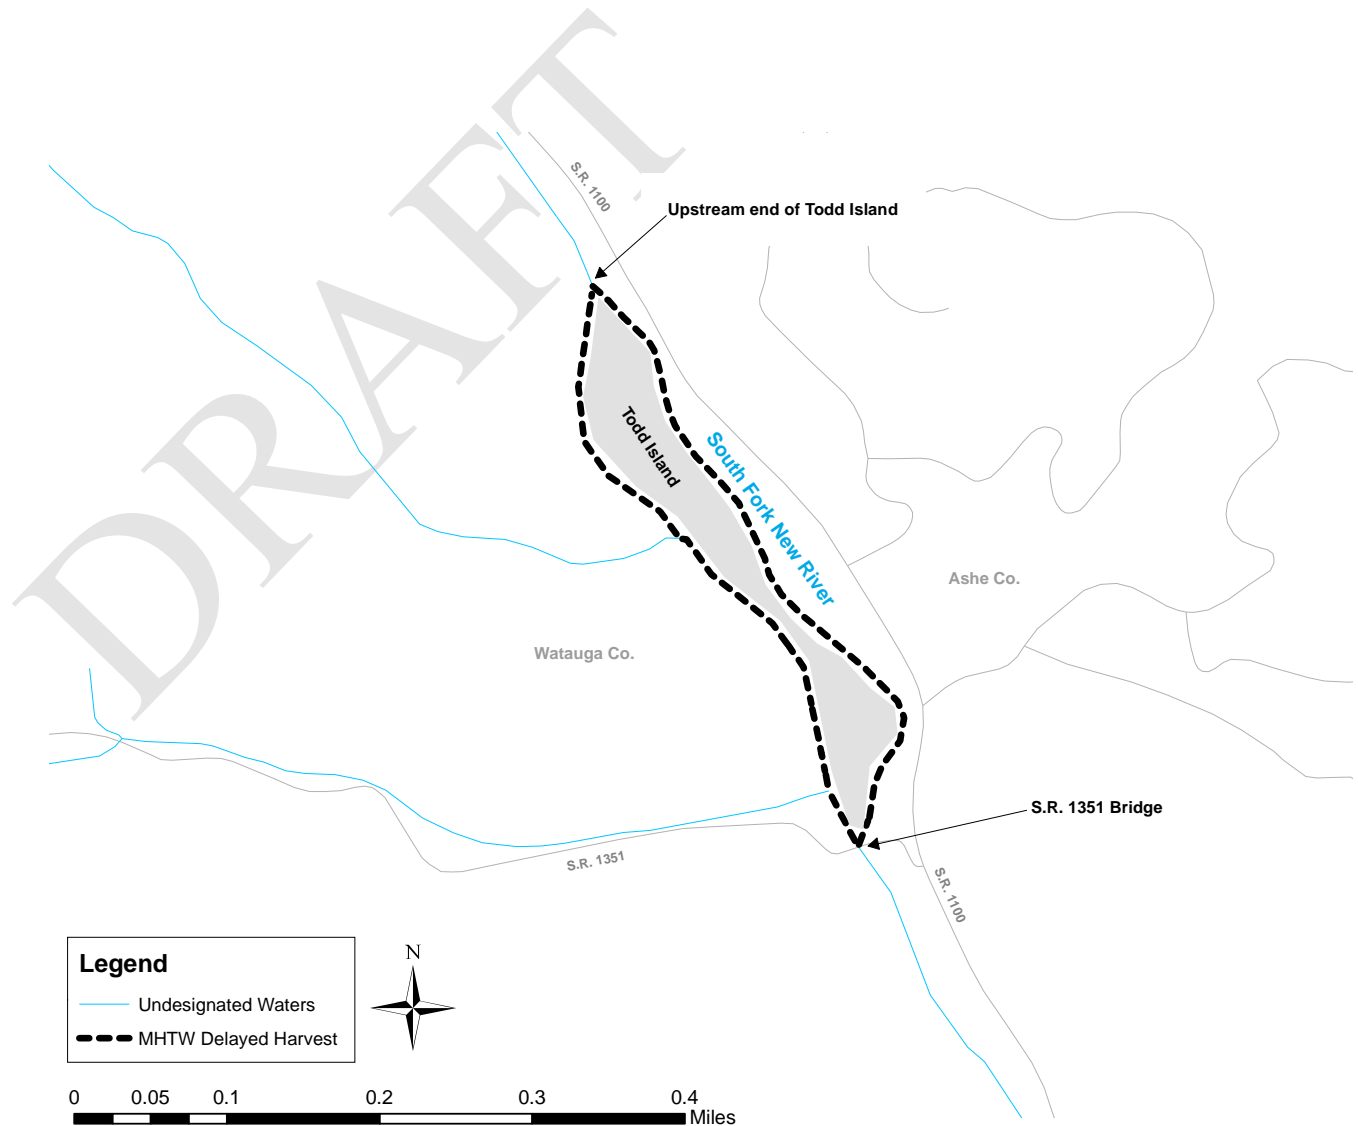 DRAFT
S.R. 1100
Upstream end of Todd Island
Todd Island
South Fork New River
Ashe Co.
Watauga Co.
S.R. 1351 Bridge
S.R. 1351
S.R. 1100
Legend
Undesignated Waters
MHTW Delayed Harvest
N
0 0.05 0.1 0.2 0.3 0.4
Miles